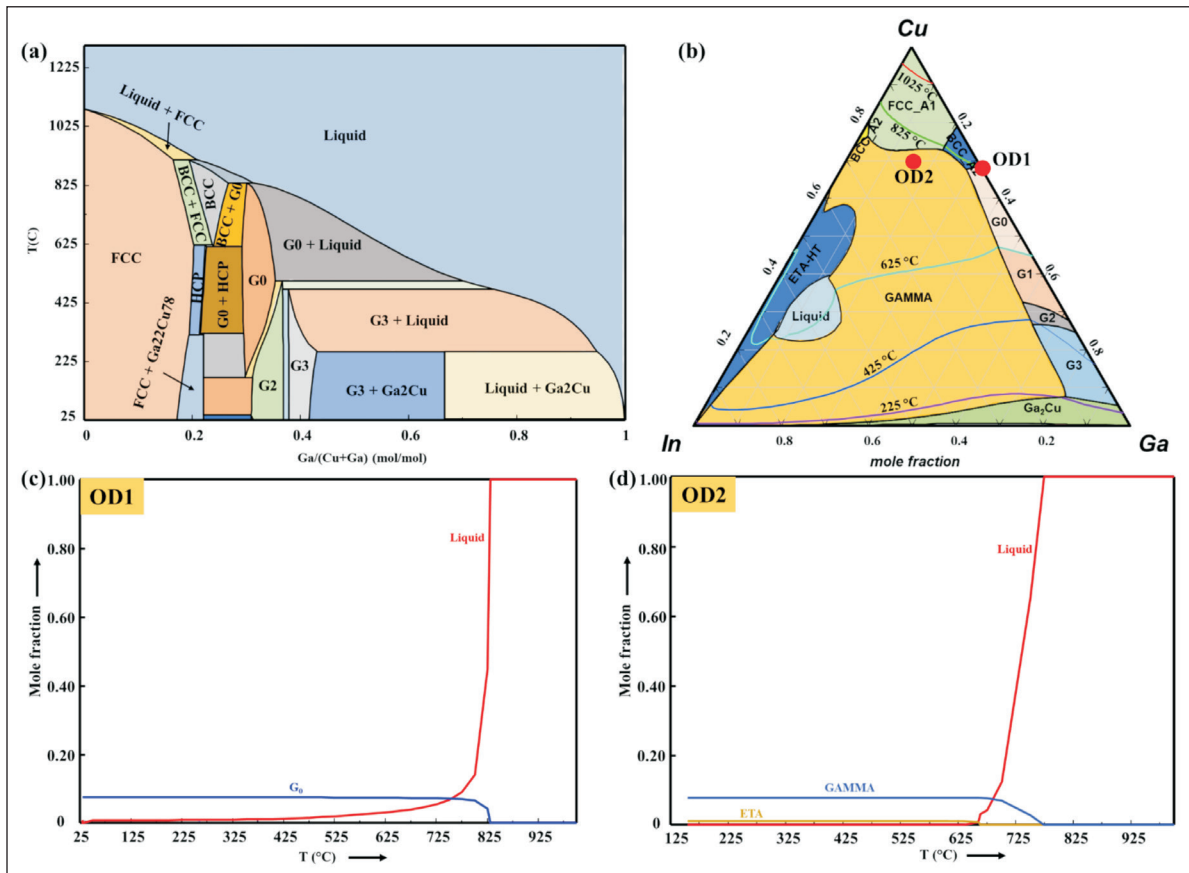 (a)
1225
1025
825
625
425
225
25
T(C)
0
0.2
0.4
0.6
0.8
1
Ga/(Cu+Ga) (mol/mol)
Liquid + FCC
Liquid
BCC + FCC
BCC
BCC + G0
G0 + Liquid
FCC
HCP
G0 + HCP
G0
FCC + Ga22Cu78
G2
G3
G3 + Liquid
G3 + Ga2Cu
Liquid + Ga2Cu
(b)
Cu
1025 °C
FCC_A1
0.8
0.2
825 °C
BCC_A2
OD1
OD2
0.6
0.4
G0
ETA-HT
625 °C
G1
0.4
0.6
Liquid
GAMMA
G2
0.2
0.8
425 °C
G3
225 °C
Ga2Cu
In
Ga
0.8
0.6
0.4
0.2
mole fraction
(c)
OD1
1.00
0.80
0.40
0.20
0
Mole fraction
Liquid
G0
25
125
225
325
425
525
625
725
825
925
T (°C)
(d)
OD2
1.00
0.80
0.40
0.20
0
Mole fraction
Liquid
GAMMA
ETA
125
225
325
425
525
625
725
825
925
T (°C)